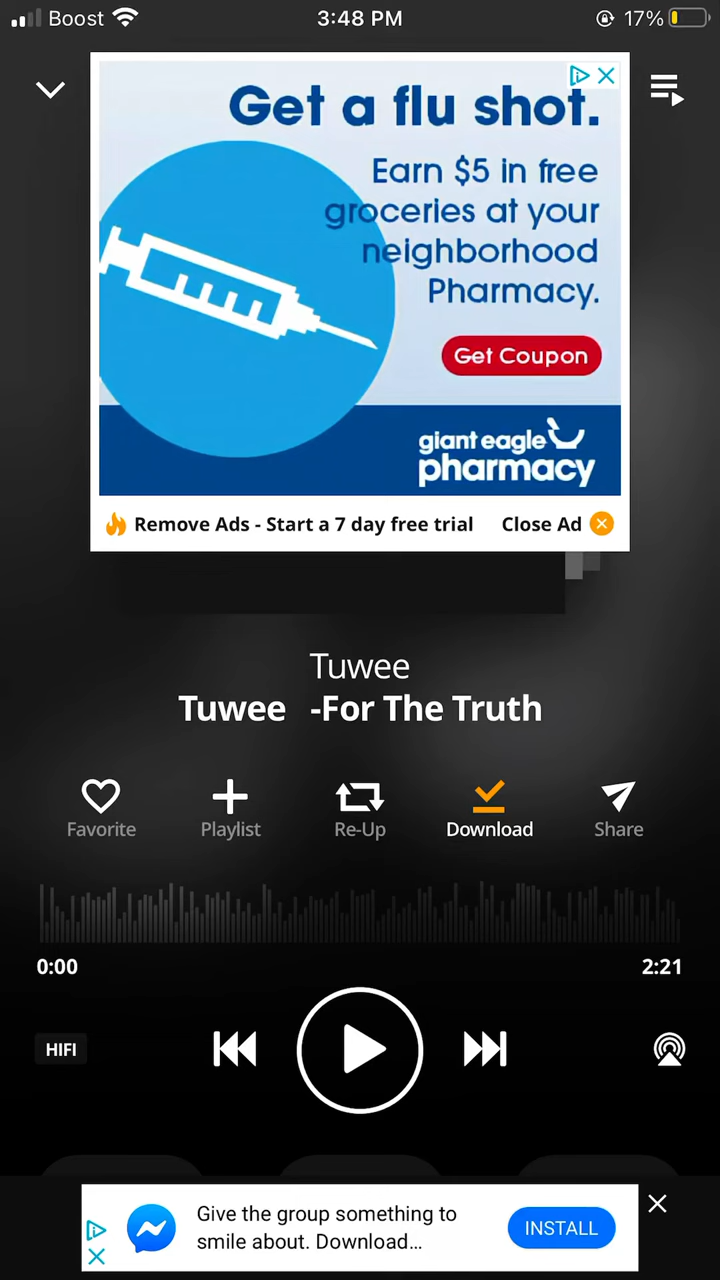 Boost 3:48 PM 17%
Get a flu shot.
Earn $5 in free
groceries at your
neighborhood
Pharmacy.
Get Coupon
giant eagle
pharmacy
Remove Ads - Start a 7 day free trial Close Ad
Tuwee
Tuwee -For The Truth
Favorite Playlist Re-Up Download Share
0:00 2:21
HIFI
Give the group something to
smile about. Download...
INSTALL